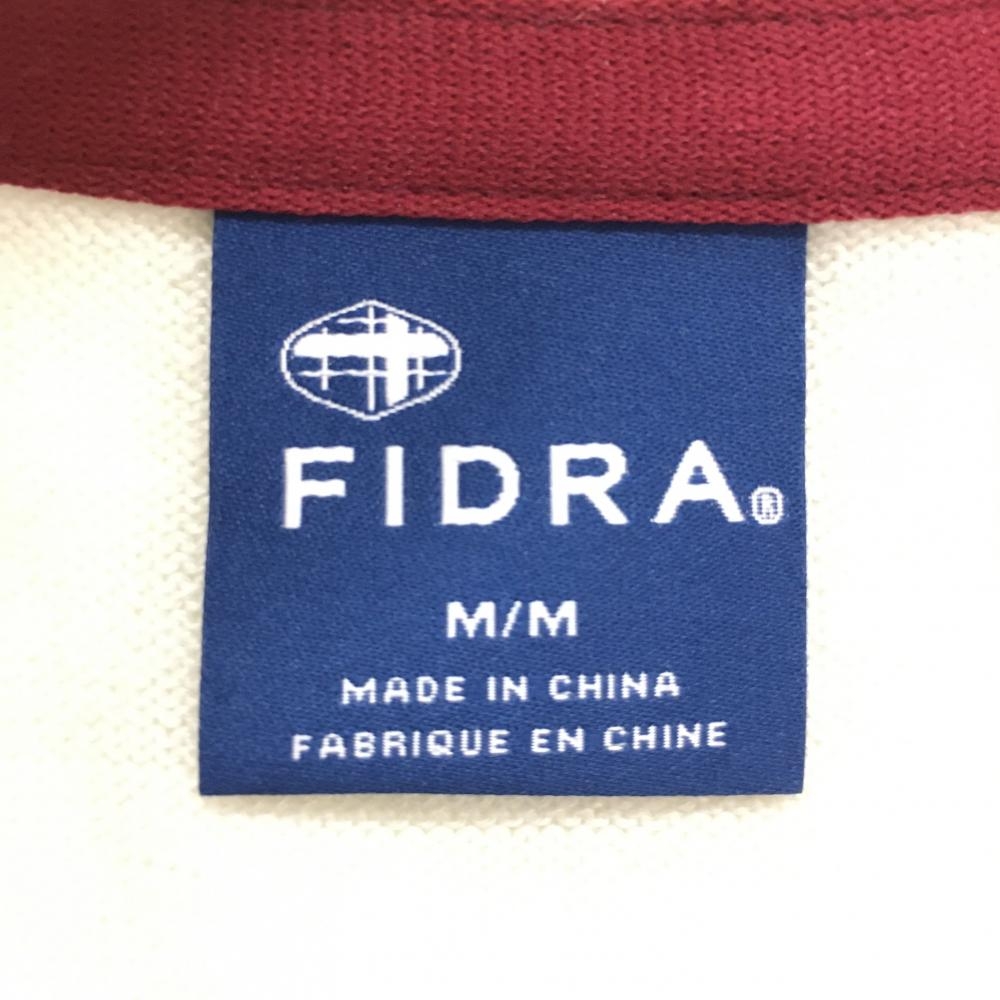 FIDRA®
M/M
MADE IN CHINA
FABRIQUE EN CHINE